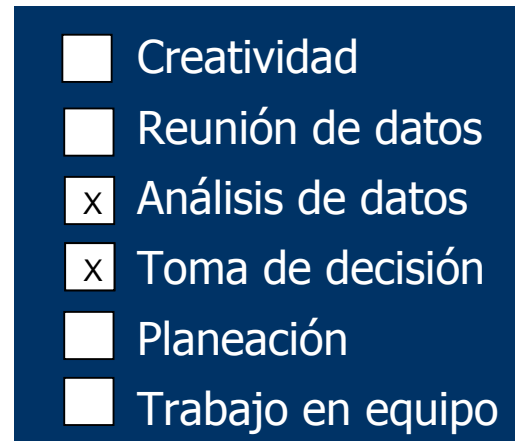 Creatividad
Reunión de datos
x Análisis de datos
x Toma de decisión
Planeación
Trabajo en equipo